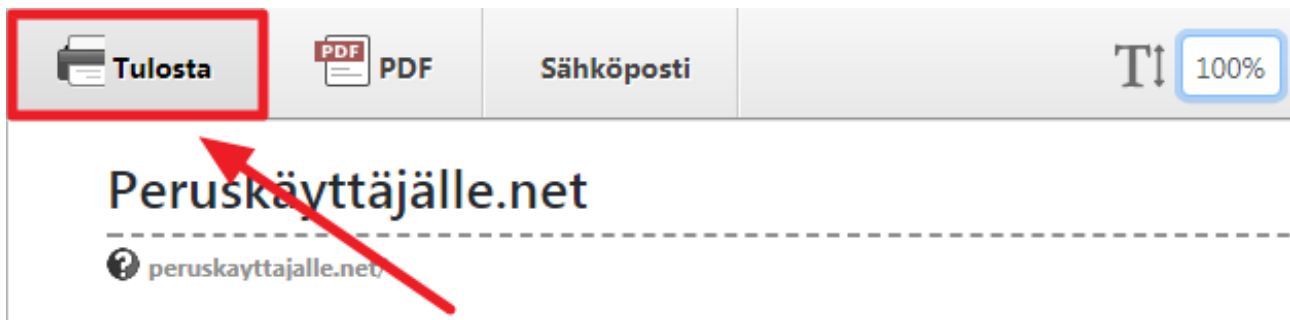 Tulosta PDF PDF Sähköposti T 100%
Peruskäyttäjälle.net
peruskayttajalle.net/